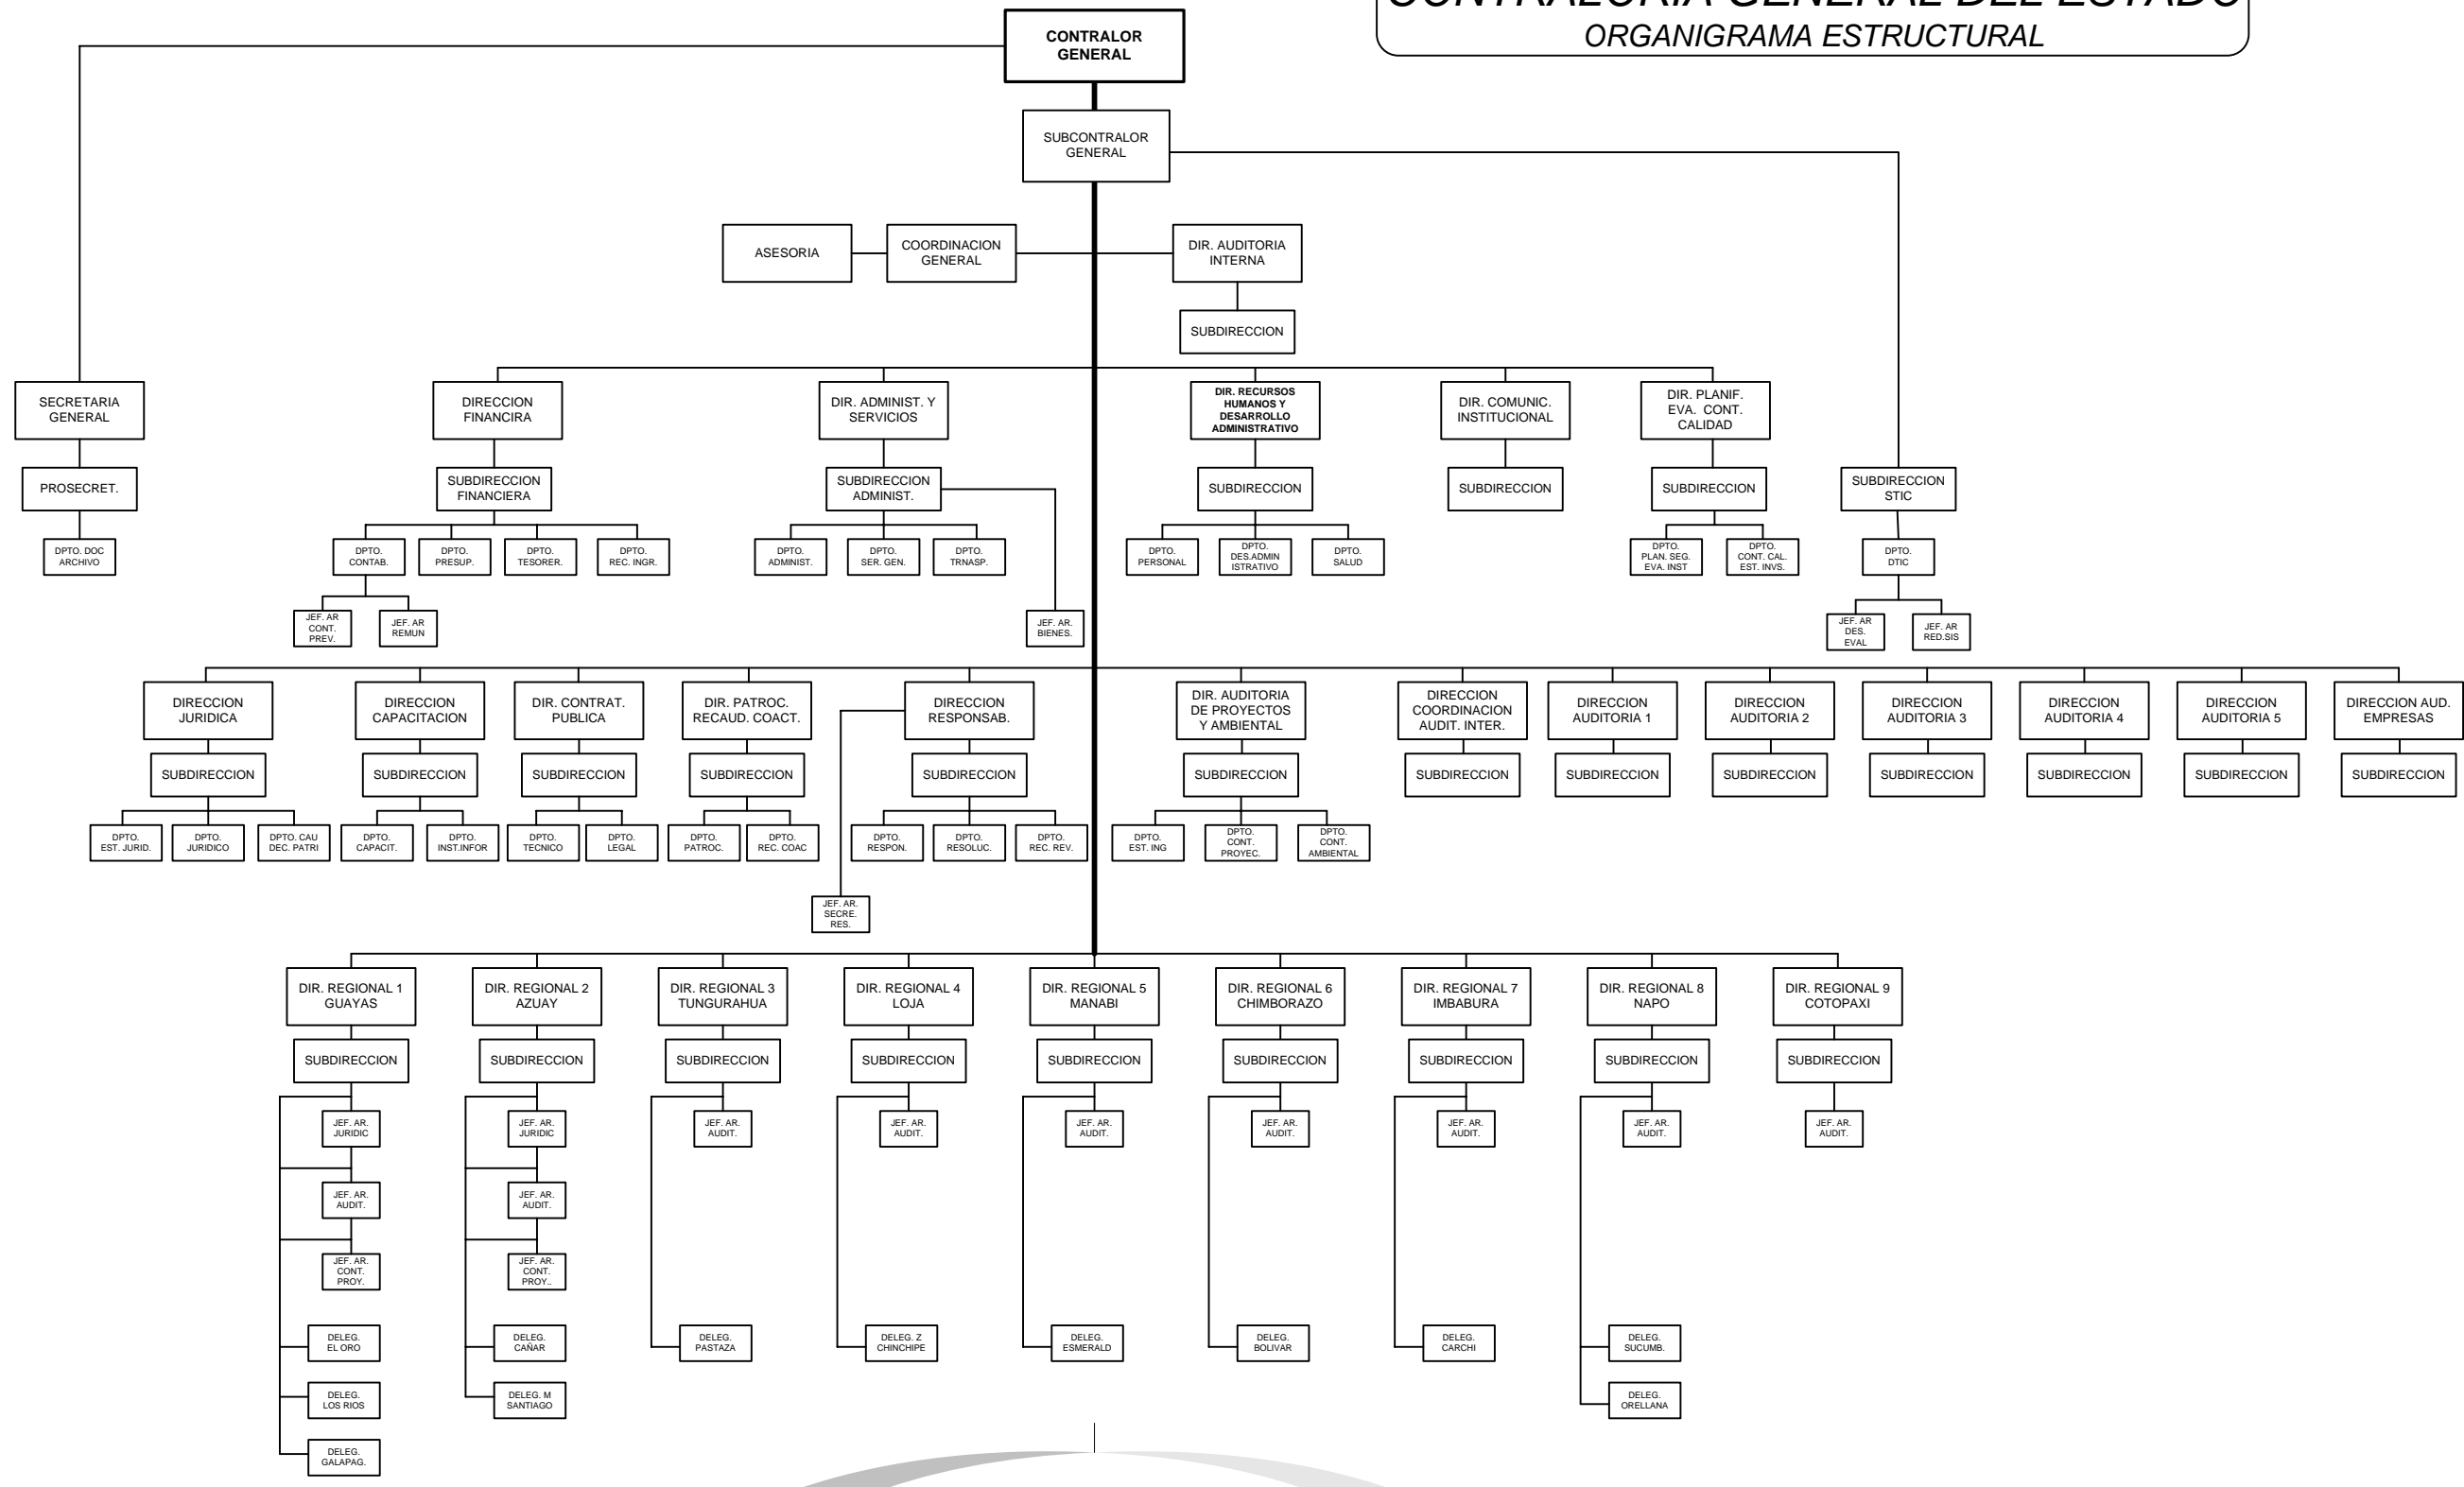 CONTRALORIA GENERAL DEL ESTADO
ORGANIGRAMA ESTRUCTURAL
CONTRALOR
GENERAL
SUBCONTRALOR
GENERAL
ASESORIA
COORDINACION
GENERAL
DIR. AUDITORIA
INTERNA
SUBDIRECCION
SECRETARIA
GENERAL
DIRECCION
FINANCIRA
DIR. ADMINIST. Y
SERVICIOS
DIR. RECURSOS
HUMANOS Y
DESARROLLO
ADMINISTRATIVO
DIR. COMUNIC.
INSTITUCIONAL
DIR. PLANIF.
EVA. CONT.
CALIDAD
PROSECRET.
SUBDIRECCION
FINANCIERA
SUBDIRECCION
ADMINIST.
SUBDIRECCION
SUBDIRECCION
SUBDIRECCION
SUBDIRECCION
STIC
DPTO. DOC
ARCHIVO
DPTO.
CONTAB.
DPTO.
PRESUP.
DPTO.
TESORER.
DPTO.
REC. INGR.
DPTO.
ADMINIST.
DPTO.
SER. GEN.
DPTO.
TRNASP.
DPTO.
PERSONAL
DPTO.
DES.ADMIN
ISTRATIVO
DPTO.
SALUD
DPTO.
PLAN. SEG.
EVA. INST
DPTO.
CONT. CAL.
EST. INVS.
DPTO.
DTIC
JEF. AR
CONT.
PREV.
JEF. AR
REMUN
JEF. AR.
BIENES.
JEF. AR
DES.
EVAL
JEF. AR
RED.SIS
DIRECCION
JURIDICA
DIRECCION
CAPACITACION
DIR. CONTRAT.
PUBLICA
DIR. PATROC.
RECAUD. COACT.
DIRECCION
RESPONSAB.
DIR. AUDITORIA
DE PROYECTOS
Y AMBIENTAL
DIRECCION
COORDINACION
AUDIT. INTER.
DIRECCION
AUDITORIA 1
DIRECCION
AUDITORIA 2
DIRECCION
AUDITORIA 3
DIRECCION
AUDITORIA 4
DIRECCION
AUDITORIA 5
DIRECCION AUD.
EMPRESAS
SUBDIRECCION
SUBDIRECCION
SUBDIRECCION
SUBDIRECCION
SUBDIRECCION
SUBDIRECCION
SUBDIRECCION
SUBDIRECCION
SUBDIRECCION
SUBDIRECCION
SUBDIRECCION
SUBDIRECCION
SUBDIRECCION
DPTO.
EST. JURID.
DPTO.
JURIDICO
DPTO. CAU
DEC. PATRI
DPTO.
CAPACIT.
DPTO.
INST.INFOR
DPTO.
TECNICO
DPTO.
LEGAL
DPTO.
PATROC.
DPTO.
REC. COAC
DPTO.
RESPON.
DPTO.
RESOLUC.
DPTO.
REC. REV.
DPTO.
EST. ING
DPTO.
CONT.
PROYEC.
DPTO.
CONT.
AMBIENTAL
JEF. AR.
SECRE.
RES.
DIR. REGIONAL 1
GUAYAS
DIR. REGIONAL 2
AZUAY
DIR. REGIONAL 3
TUNGURAHUA
DIR. REGIONAL 4
LOJA
DIR. REGIONAL 5
MANABI
DIR. REGIONAL 6
CHIMBORAZO
DIR. REGIONAL 7
IMBABURA
DIR. REGIONAL 8
NAPO
DIR. REGIONAL 9
COTOPAXI
SUBDIRECCION
SUBDIRECCION
SUBDIRECCION
SUBDIRECCION
SUBDIRECCION
SUBDIRECCION
SUBDIRECCION
SUBDIRECCION
SUBDIRECCION
JEF. AR.
JURIDIC
JEF. AR.
JURIDIC
JEF. AR.
AUDIT.
JEF. AR.
AUDIT.
JEF. AR.
AUDIT.
JEF. AR.
AUDIT.
JEF. AR.
AUDIT.
JEF. AR.
AUDIT.
JEF. AR.
AUDIT.
JEF. AR.
AUDIT.
JEF. AR.
AUDIT.
JEF. AR.
CONT.
PROY.
JEF. AR.
CONT.
PROY..
DELEG.
EL ORO
DELEG.
CAÑAR
DELEG.
PASTAZA
DELEG. Z
CHINCHIPE
DELEG.
ESMERALD
DELEG.
BOLIVAR
DELEG.
CARCHI
DELEG.
SUCUMB.
DELEG.
LOS RIOS
DELEG. M
SANTIAGO
DELEG.
ORELLANA
DELEG.
GALAPAG.